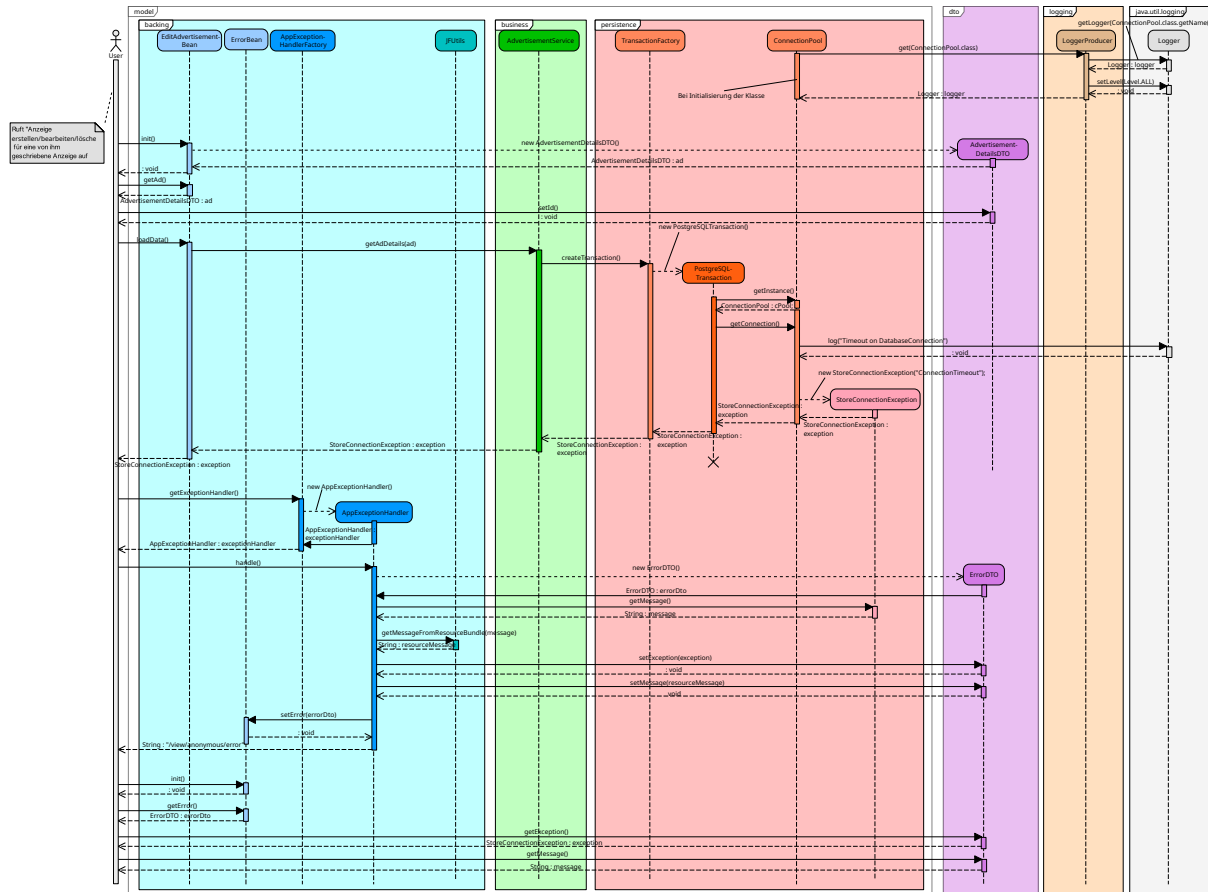 model
dto
logging
java.util.logging
backing
business
persistence
getLogger(ConnectionPool.class.getName
User
EditAdvertisement-
Bean
ErrorBean
AppException-
HandlerFactory
JFUtils
AdvertisementService
TransactionFactory
ConnectionPool
LoggerProducer
Logger
get(ConnectionPool.class)
Logger : logger
setLevel(Level.ALL)
: void
Bei Initialisierung der Klasse
Logger : logger
Ruft "Anzeige
erstellen/bearbeiten/lösche
für eine von ihm
geschriebene Anzeige auf
init()
new AdvertisementDetailsDTO()
Advertisement-
DetailsDTO
AdvertisementDetailsDTO : ad
: void
getAd()
AdvertisementDetailsDTO : ad
setId()
: void
new PostgreSQLTransaction()
loadData()
getAdDetails(ad)
createTransaction()
PostgreSQL-
Transaction
getInstance()
ConnectionPool : cPool
getConnection()
log("Timeout on DatabaseConnection")
: void
new StoreConnectionException("ConnectionTimeout");
StoreConnectionException
StoreConnectionException :
exception
StoreConnectionException :
exception
StoreConnectionException :
exception
StoreConnectionException :
exception
StoreConnectionException : exception
StoreConnectionException : exception
new AppExceptionHandler()
getExceptionHandler()
AppExceptionHandler
AppExceptionHandler :
exceptionHandler
AppExceptionHandler : exceptionHandler
handle()
new ErrorDTO()
ErrorDTO
ErrorDTO : errorDto
getMessage()
String : message
getMessageFromResourceBundle(message)
String : resourceMessage
setException(exception)
: void
setMessage(resourceMessage)
: void
setError(errorDto)
: void
String : "/view/anonymous/error
init()
: void
getError()
ErrorDTO : errorDto
getException()
StoreConnectionException : exception
getMessage()
String : message